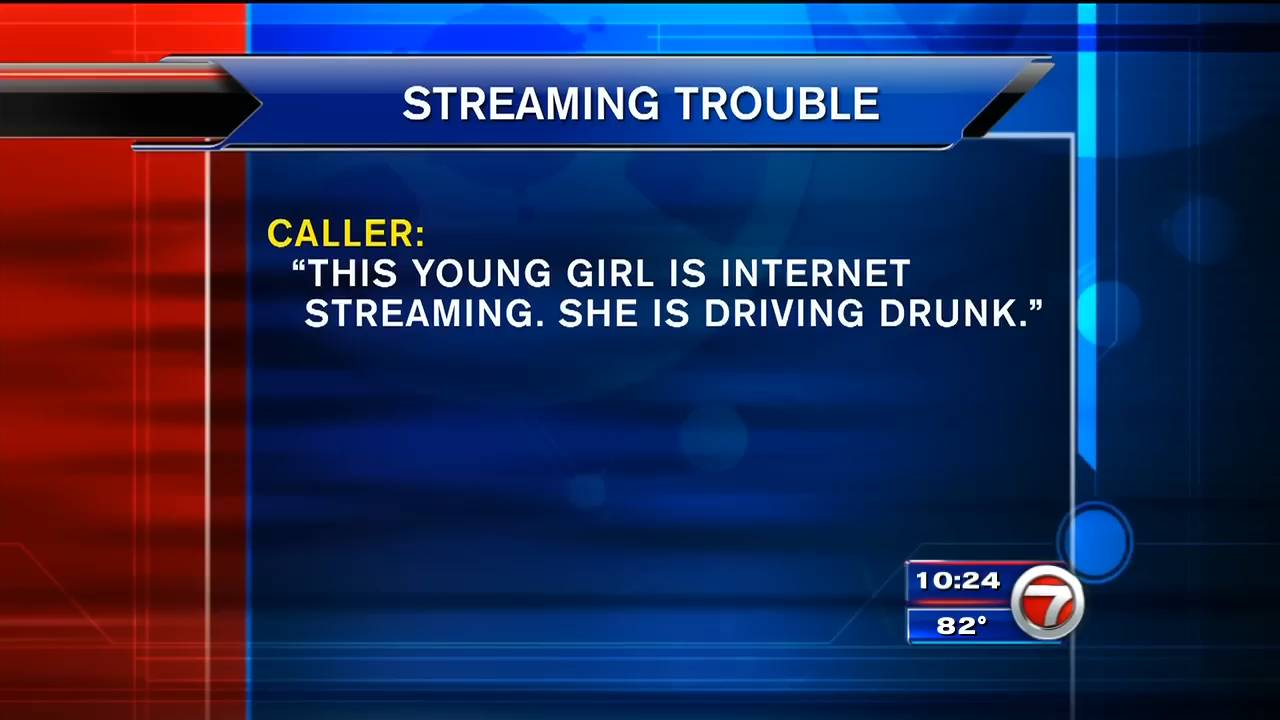 STREAMING TROUBLE
CALLER:
“THIS YOUNG GIRL IS INTERNET
STREAMING. SHE IS DRIVING DRUNK.”
10:24
7
82°